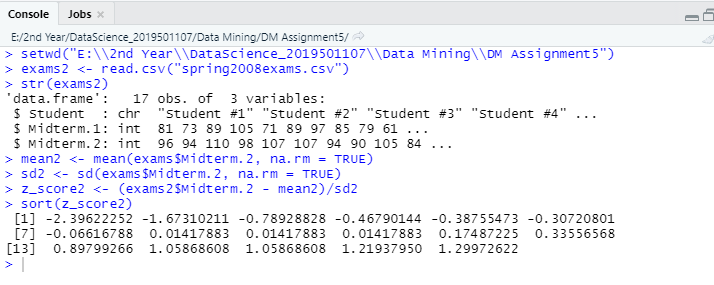 Console Jobs ×
E:/2nd Year/DataScience_2019501107/Data Mining/DM Assignment5/
> setwd("E:\\2nd Year\\DataScience_2019501107\\Data Mining\\DM Assignment5")
> exams2 <- read.csv("spring2008exams.csv")
> str(exams2)
'data.frame':   17 obs. of  3 variables:
 $ Student  : chr  "Student #1" "Student #2" "Student #3" "Student #4" ...
 $ Midterm.1: int  81 73 89 105 71 89 97 85 79 61 ...
 $ Midterm.2: int  96 94 110 98 107 107 94 90 105 84 ...
> mean2 <- mean(exams$Midterm.2, na.rm = TRUE)
> sd2 <- sd(exams$Midterm.2, na.rm = TRUE)
> z_score2 <- (exams2$Midterm.2 - mean2)/sd2
> sort(z_score2)
 [1] -2.39622252 -1.67310211 -0.78928828 -0.46790144 -0.38755473 -0.30720801
 [7] -0.06616788  0.01417883  0.01417883  0.01417883  0.17487225  0.33556568
[13]  0.89799266  1.05868608  1.05868608  1.21937950  1.29972622
>